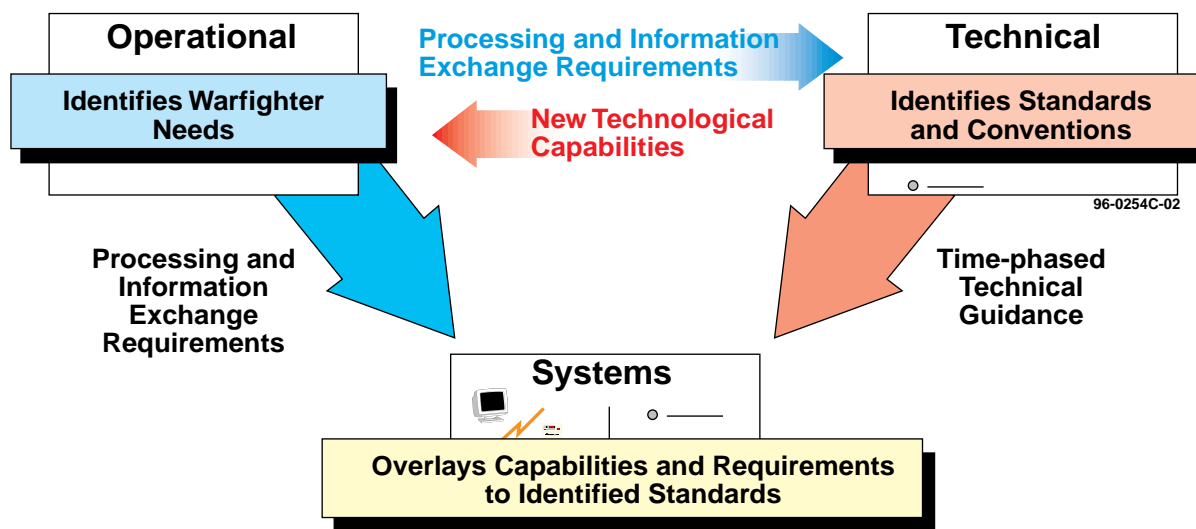 Operational
Identifies Warfighter
Needs
Processing and Information
Exchange Requirements
New Technological
Capabilities
Technical
Identifies Standards
and Conventions
96-0254C-02
Processing and
Information
Exchange
Requirements
Time-phased
Technical
Guidance
Systems
Overlays Capabilities and Requirements
to Identified Standards